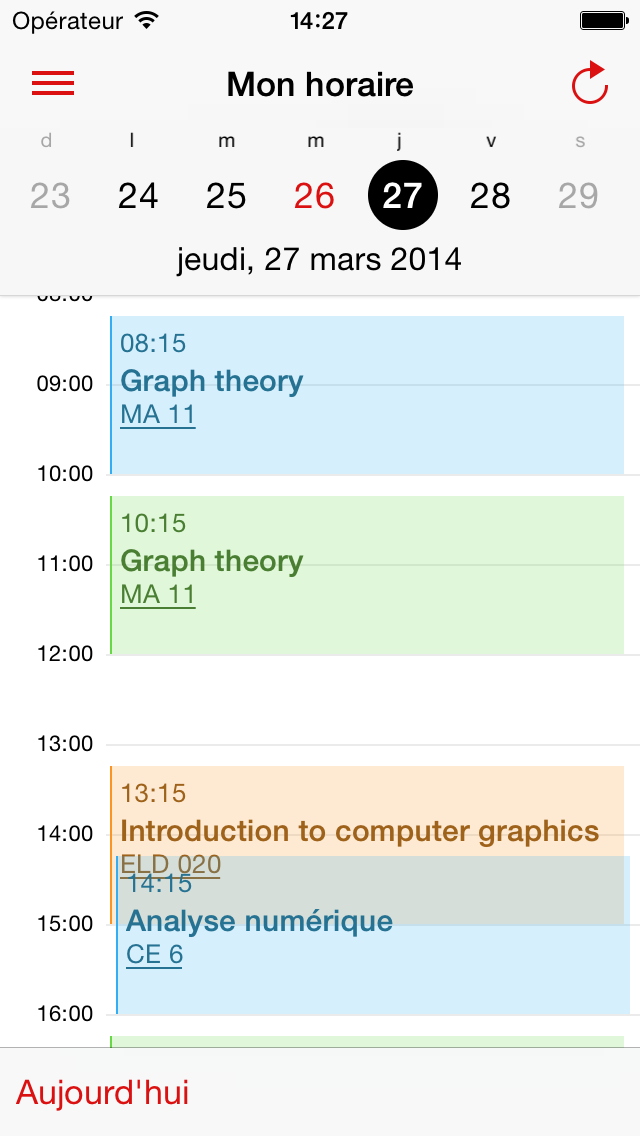 Opérateur 14:27
Mon horaire
d l m m j v s
23 24 25 26 27 28 29
jeudi, 27 mars 2014
08:15
09:00
Graph theory
MA 11
10:00
10:15
11:00
Graph theory
MA 11
12:00
13:00
13:15
14:00
Introduction to computer graphics
ELD 020
14:15
15:00
Analyse numérique
CE 6
16:00
Aujourd'hui